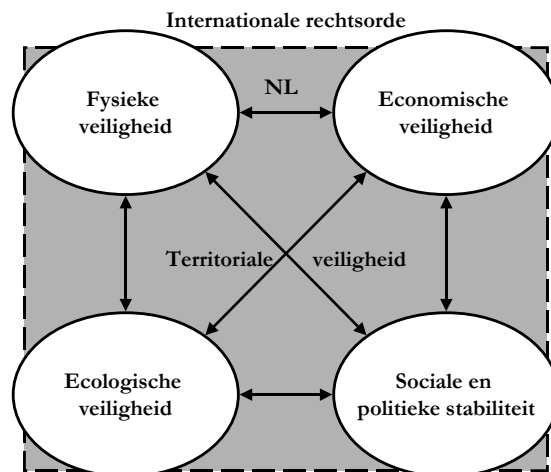 Internationale rechtsorde
Fysieke
veiligheid
NL
Economische
veiligheid
Territoriale veiligheid
Ecologische
veiligheid
Sociale en
politieke stabiliteit